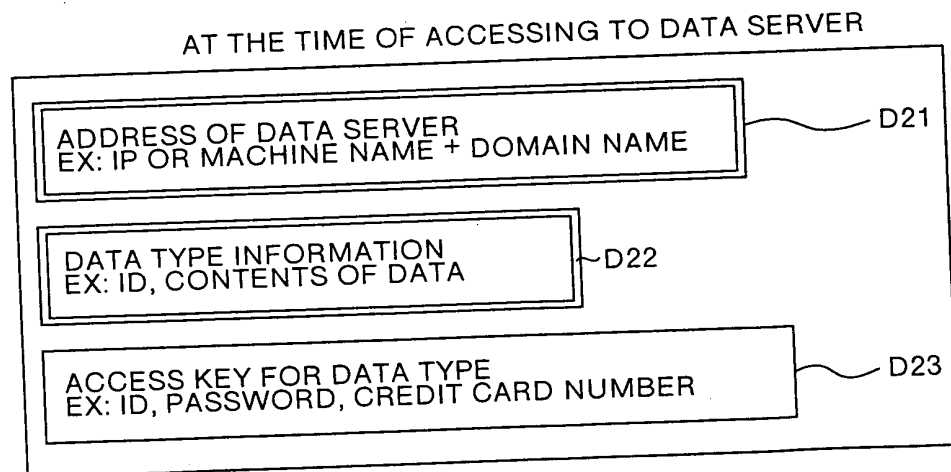 AT THE TIME OF ACCESSING TO DATA SERVER
ADDRESS OF DATA SERVER
EX: IP OR MACHINE NAME + DOMAIN NAME
D21
DATA TYPE INFORMATION
EX: ID, CONTENTS OF DATA
D22
ACCESS KEY FOR DATA TYPE
EX: ID, PASSWORD, CREDIT CARD NUMBER
D23